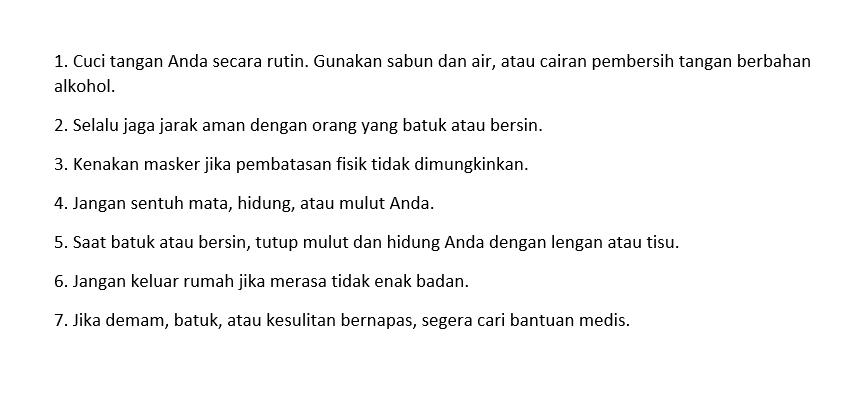 1. Cuci tangan Anda secara rutin. Gunakan sabun dan air, atau cairan pembersih tangan berbahan
alkohol.
2. Selalu jaga jarak aman dengan orang yang batuk atau bersin.
3. Kenakan masker jika pembatasan fisik tidak dimungkinkan.
4. Jangan sentuh mata, hidung, atau mulut Anda.
5. Saat batuk atau bersin, tutup mulut dan hidung Anda dengan lengan atau tisu.
6. Jangan keluar rumah jika merasa tidak enak badan.
7. Jika demam, batuk, atau kesulitan bernapas, segera cari bantuan medis.